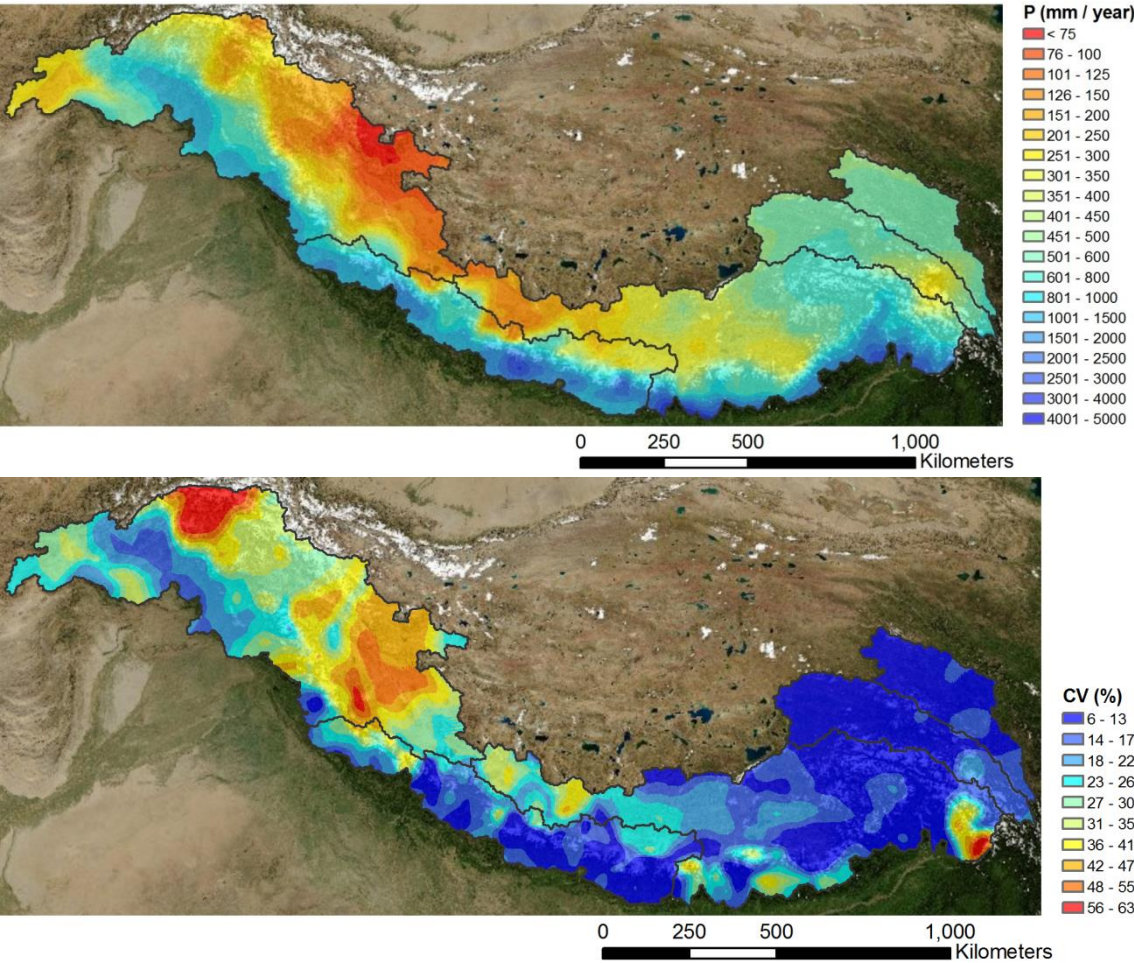 P (mm / year)
< 75
76 - 100
101 - 125
126 - 150
151 - 200
201 - 250
251 - 300
301 - 350
351 - 400
401 - 450
451 - 500
501 - 600
601 - 800
801 - 1000
1001 - 1500
1501 - 2000
2001 - 2500
2501 - 3000
3001 - 4000
4001 - 5000
0 250 500 1,000
Kilometers
CV (%)
6 - 13
14 - 17
18 - 22
23 - 26
27 - 30
31 - 35
36 - 41
42 - 47
48 - 55
56 - 63
0 250 500 1,000
Kilometers